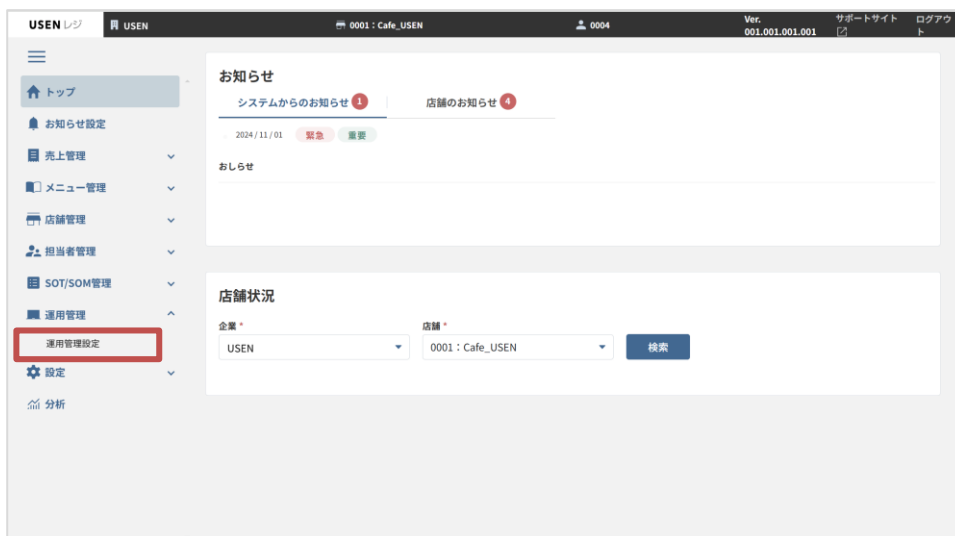 USENレジ
USEN
0001：Cafe_USEN
0004
Ver.
001.001.001.001
サポートサイト
ログアウ
ト
トップ
お知らせ設定
売上管理
メニュー管理
店舗管理
担当者管理
SOT/SOM管理
運用管理
運用管理設定
設定
分析
お知らせ
システムからのお知らせ 1
店舗のお知らせ 4
2024/11/01 緊急 重要
おしらせ
店舗状況
企業 * 店舗 *
USEN 0001：Cafe_USEN 検索